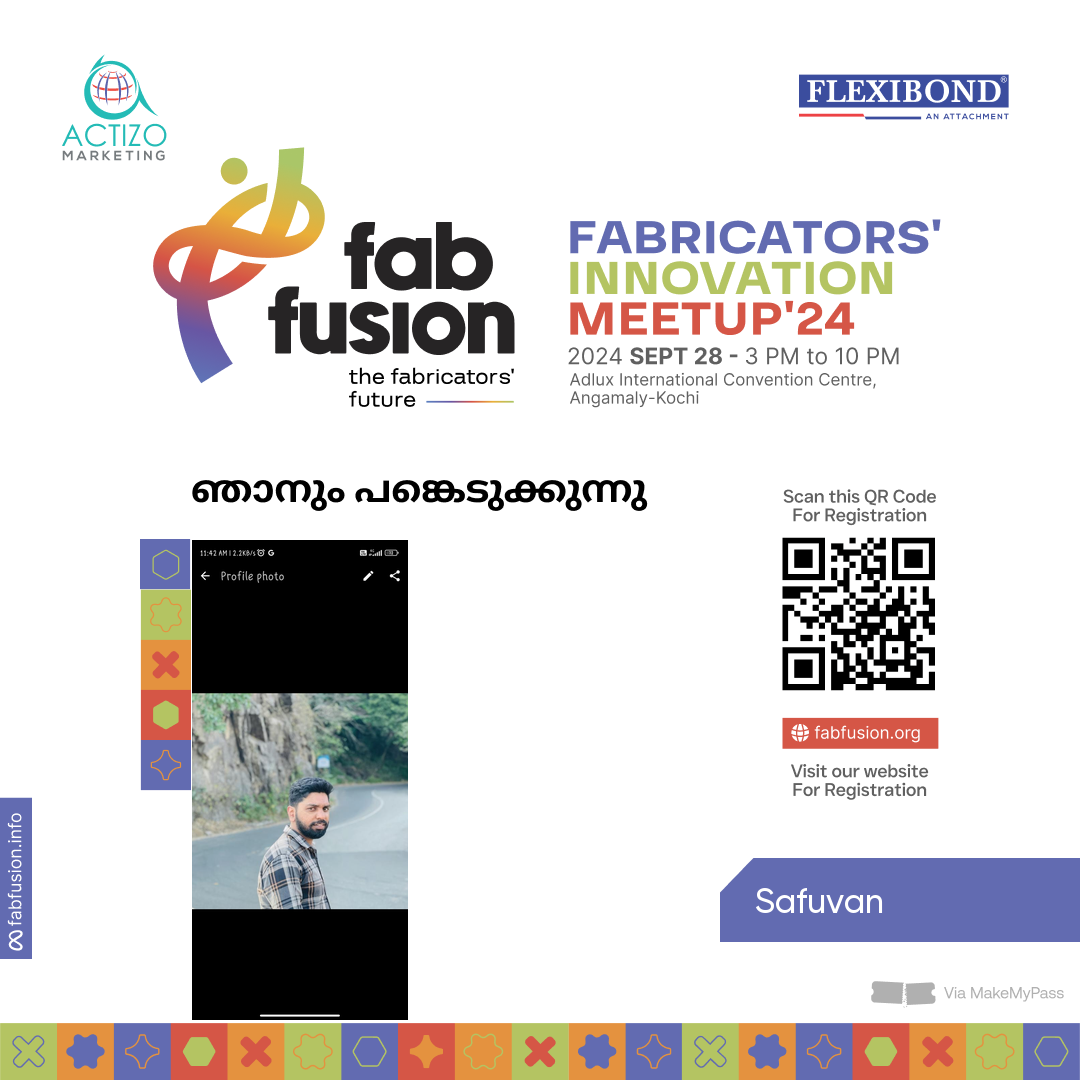 ACTIZO
MARKETING
FLEXIBOND®
AN ATTACHMENT
fab
fusion
the fabricators'
future
FABRICATORS'
INNOVATION
MEETUP'24
2024 SEPT 28 - 3 PM to 10 PM
Adlux International Convention Centre,
Angamaly-Kochi
ഞാനും പങ്കെടുക്കുന്നു
11:42 AM | 2.2KB/s
Profile photo
Scan this QR Code
For Registration
fabfusion.org
Visit our website
For Registration
fabfusion.info
Safuvan
Via MakeMyPass